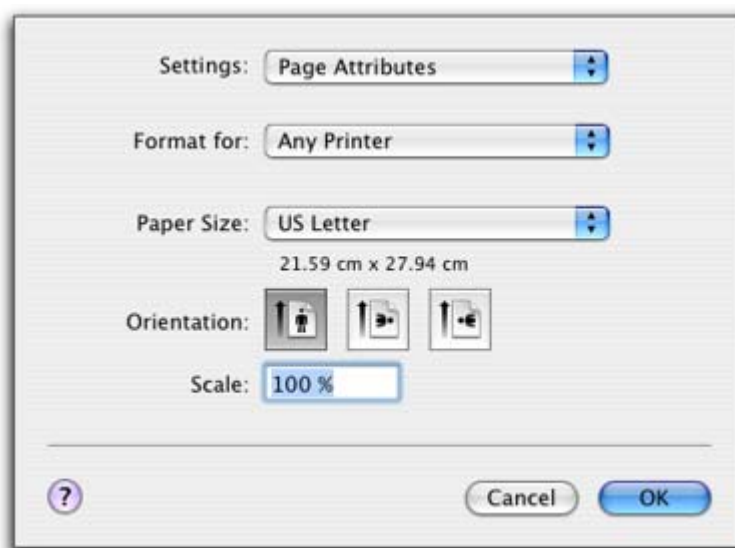 Settings: Page Attributes
Format for: Any Printer
Paper Size: US Letter
21.59 cm x 27.94 cm
Orientation:
Scale: 100 %
? Cancel OK